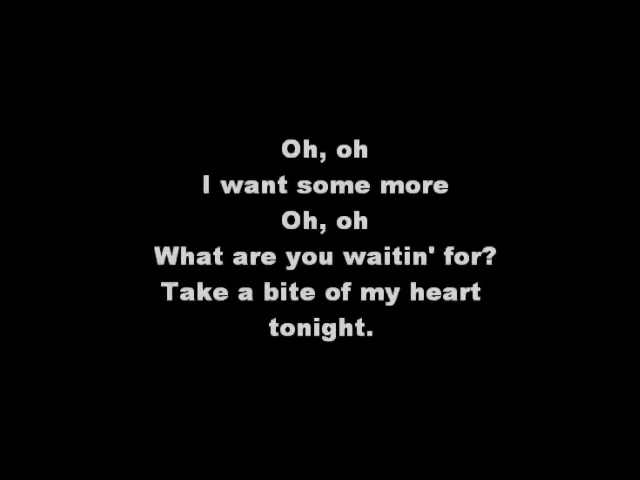 Oh, oh
I want some more
Oh, oh
What are you waitin' for?
Take a bite of my heart
tonight.